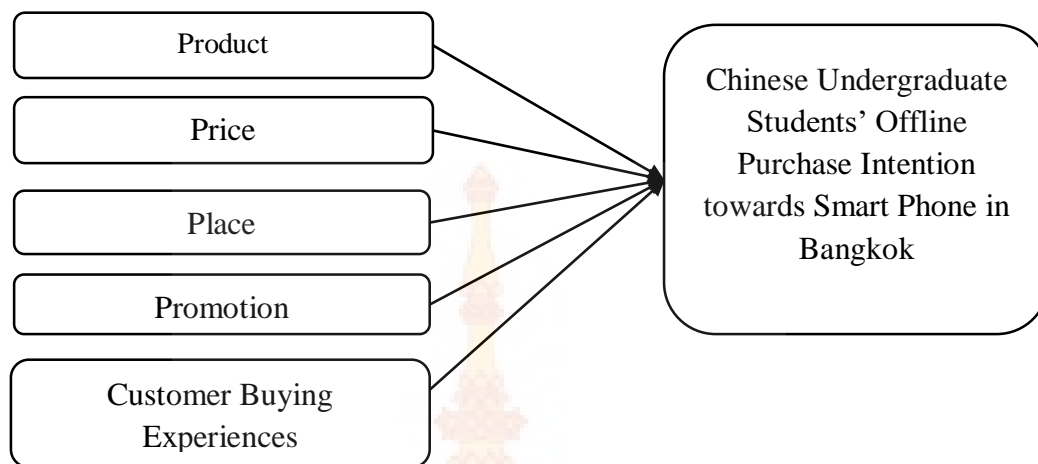 Product
Price
Place
Promotion
Customer Buying
Experiences
Chinese Undergraduate
Students’ Offline
Purchase Intention
towards Smart Phone in
Bangkok